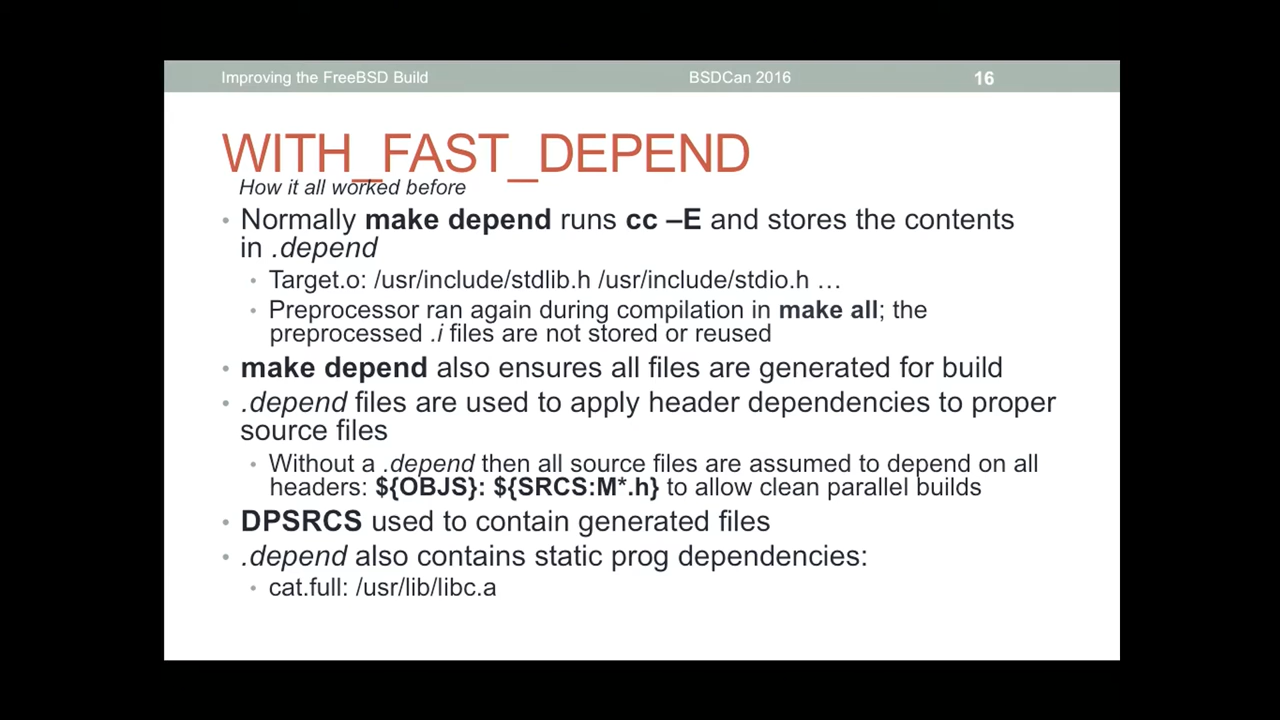 Improving the FreeBSD Build
BSDCan 2016
16
WITH_FAST_DEPEND
How it all worked before
• Normally make depend runs cc –E and stores the contents
in .depend
• Target.o: /usr/include/stdlib.h /usr/include/stdio.h …
• Preprocessor ran again during compilation in make all; the
preprocessed .i files are not stored or reused
• make depend also ensures all files are generated for build
• .depend files are used to apply header dependencies to proper
source files
• Without a .depend then all source files are assumed to depend on all
headers: ${OBJS}: ${SRCS:M*.h} to allow clean parallel builds
• DPSRCS used to contain generated files
• .depend also contains static prog dependencies:
• cat.full: /usr/lib/libc.a